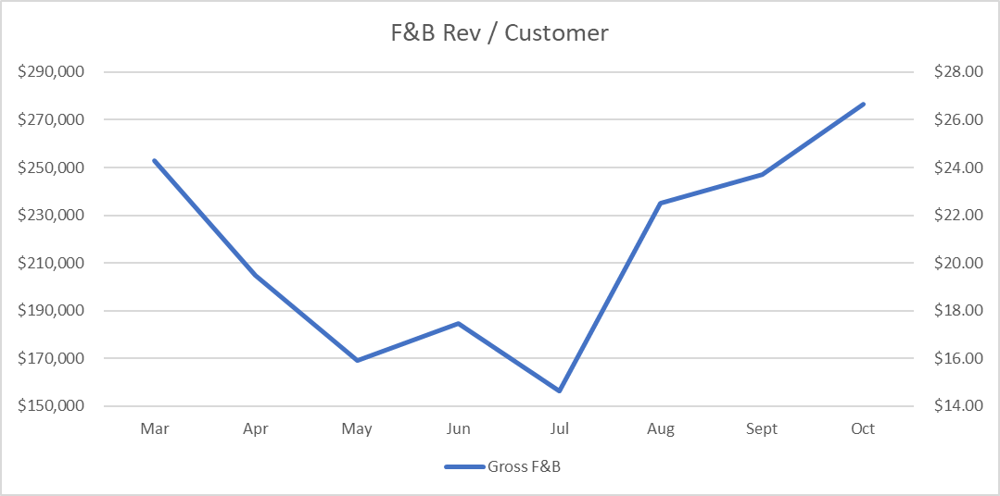 F&B Rev / Customer
$290,000 $28.00
$270,000 $26.00
$250,000 $24.00
$230,000 $22.00
$210,000 $20.00
$190,000 $18.00
$170,000 $16.00
$150,000 $14.00
Mar Apr May Jun Jul Aug Sept Oct
Gross F&B